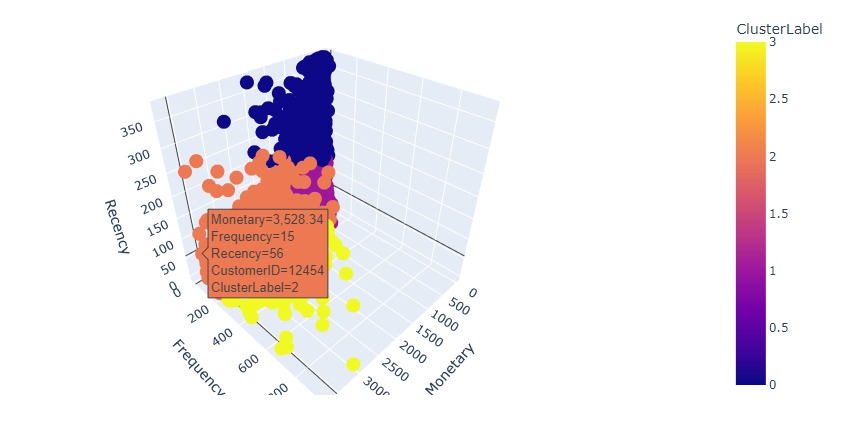 ClusterLabel
3
2.5
2
1.5
1
0.5
0
350
300
250
200
150
100
50
0
Recency
Monetary=3,528.34
Frequency=15
Recency=56
CustomerID=12454
ClusterLabel=2
0
200
400
600
Frequency
0
500
1000
1500
2000
2500
3000
Monetary